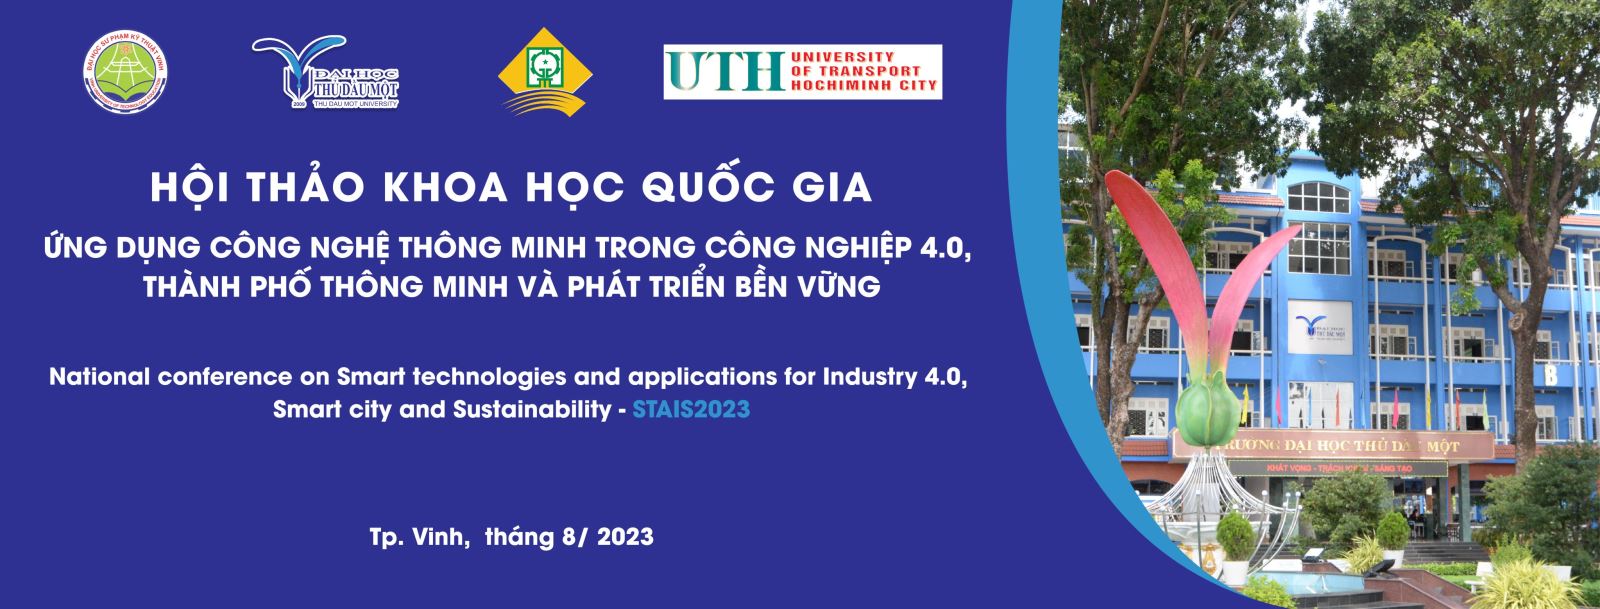 ĐẠI HỌC SƯ PHẠM KỸ THUẬT VINH
ĐẠI HỌC
THỦ DẦU MỘT
2009 THU DAU MOT UNIVERSITY
UTH UNIVERSITY
OF TRANSPORT
HOCHIMINH CITY
HỘI THẢO KHOA HỌC QUỐC GIA
ỨNG DỤNG CÔNG NGHỆ THÔNG MINH TRONG CÔNG NGHIỆP 4.0,
THÀNH PHỐ THÔNG MINH VÀ PHÁT TRIỂN BỀN VỮNG
National conference on Smart technologies and applications for Industry 4.0,
Smart city and Sustainability - STAIS2023
Tp. Vinh, tháng 8/ 2023
ĐẠI HỌC
THỦ DẦU MỘT
B
TRƯỜNG ĐẠI HỌC THỦ DẦU MỘT
KHÁT VỌNG - TRÁCH NHIỆM - SÁNG TẠO